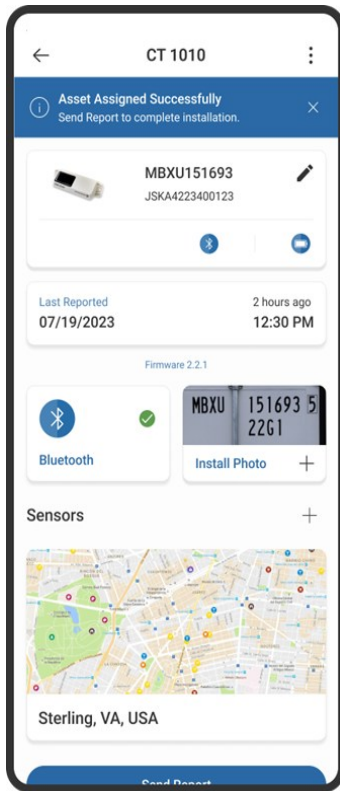 CT 1010
Asset Assigned Successfully
Send Report to complete installation.
MBXU151693
JSKA4223400123
Last Reported
2 hours ago
07/19/2023
12:30 PM
Firmware 2.2.1
MBXU 151693 5
22G1
Bluetooth
Install Photo
Sensors
Sterling, VA, USA
Send Report